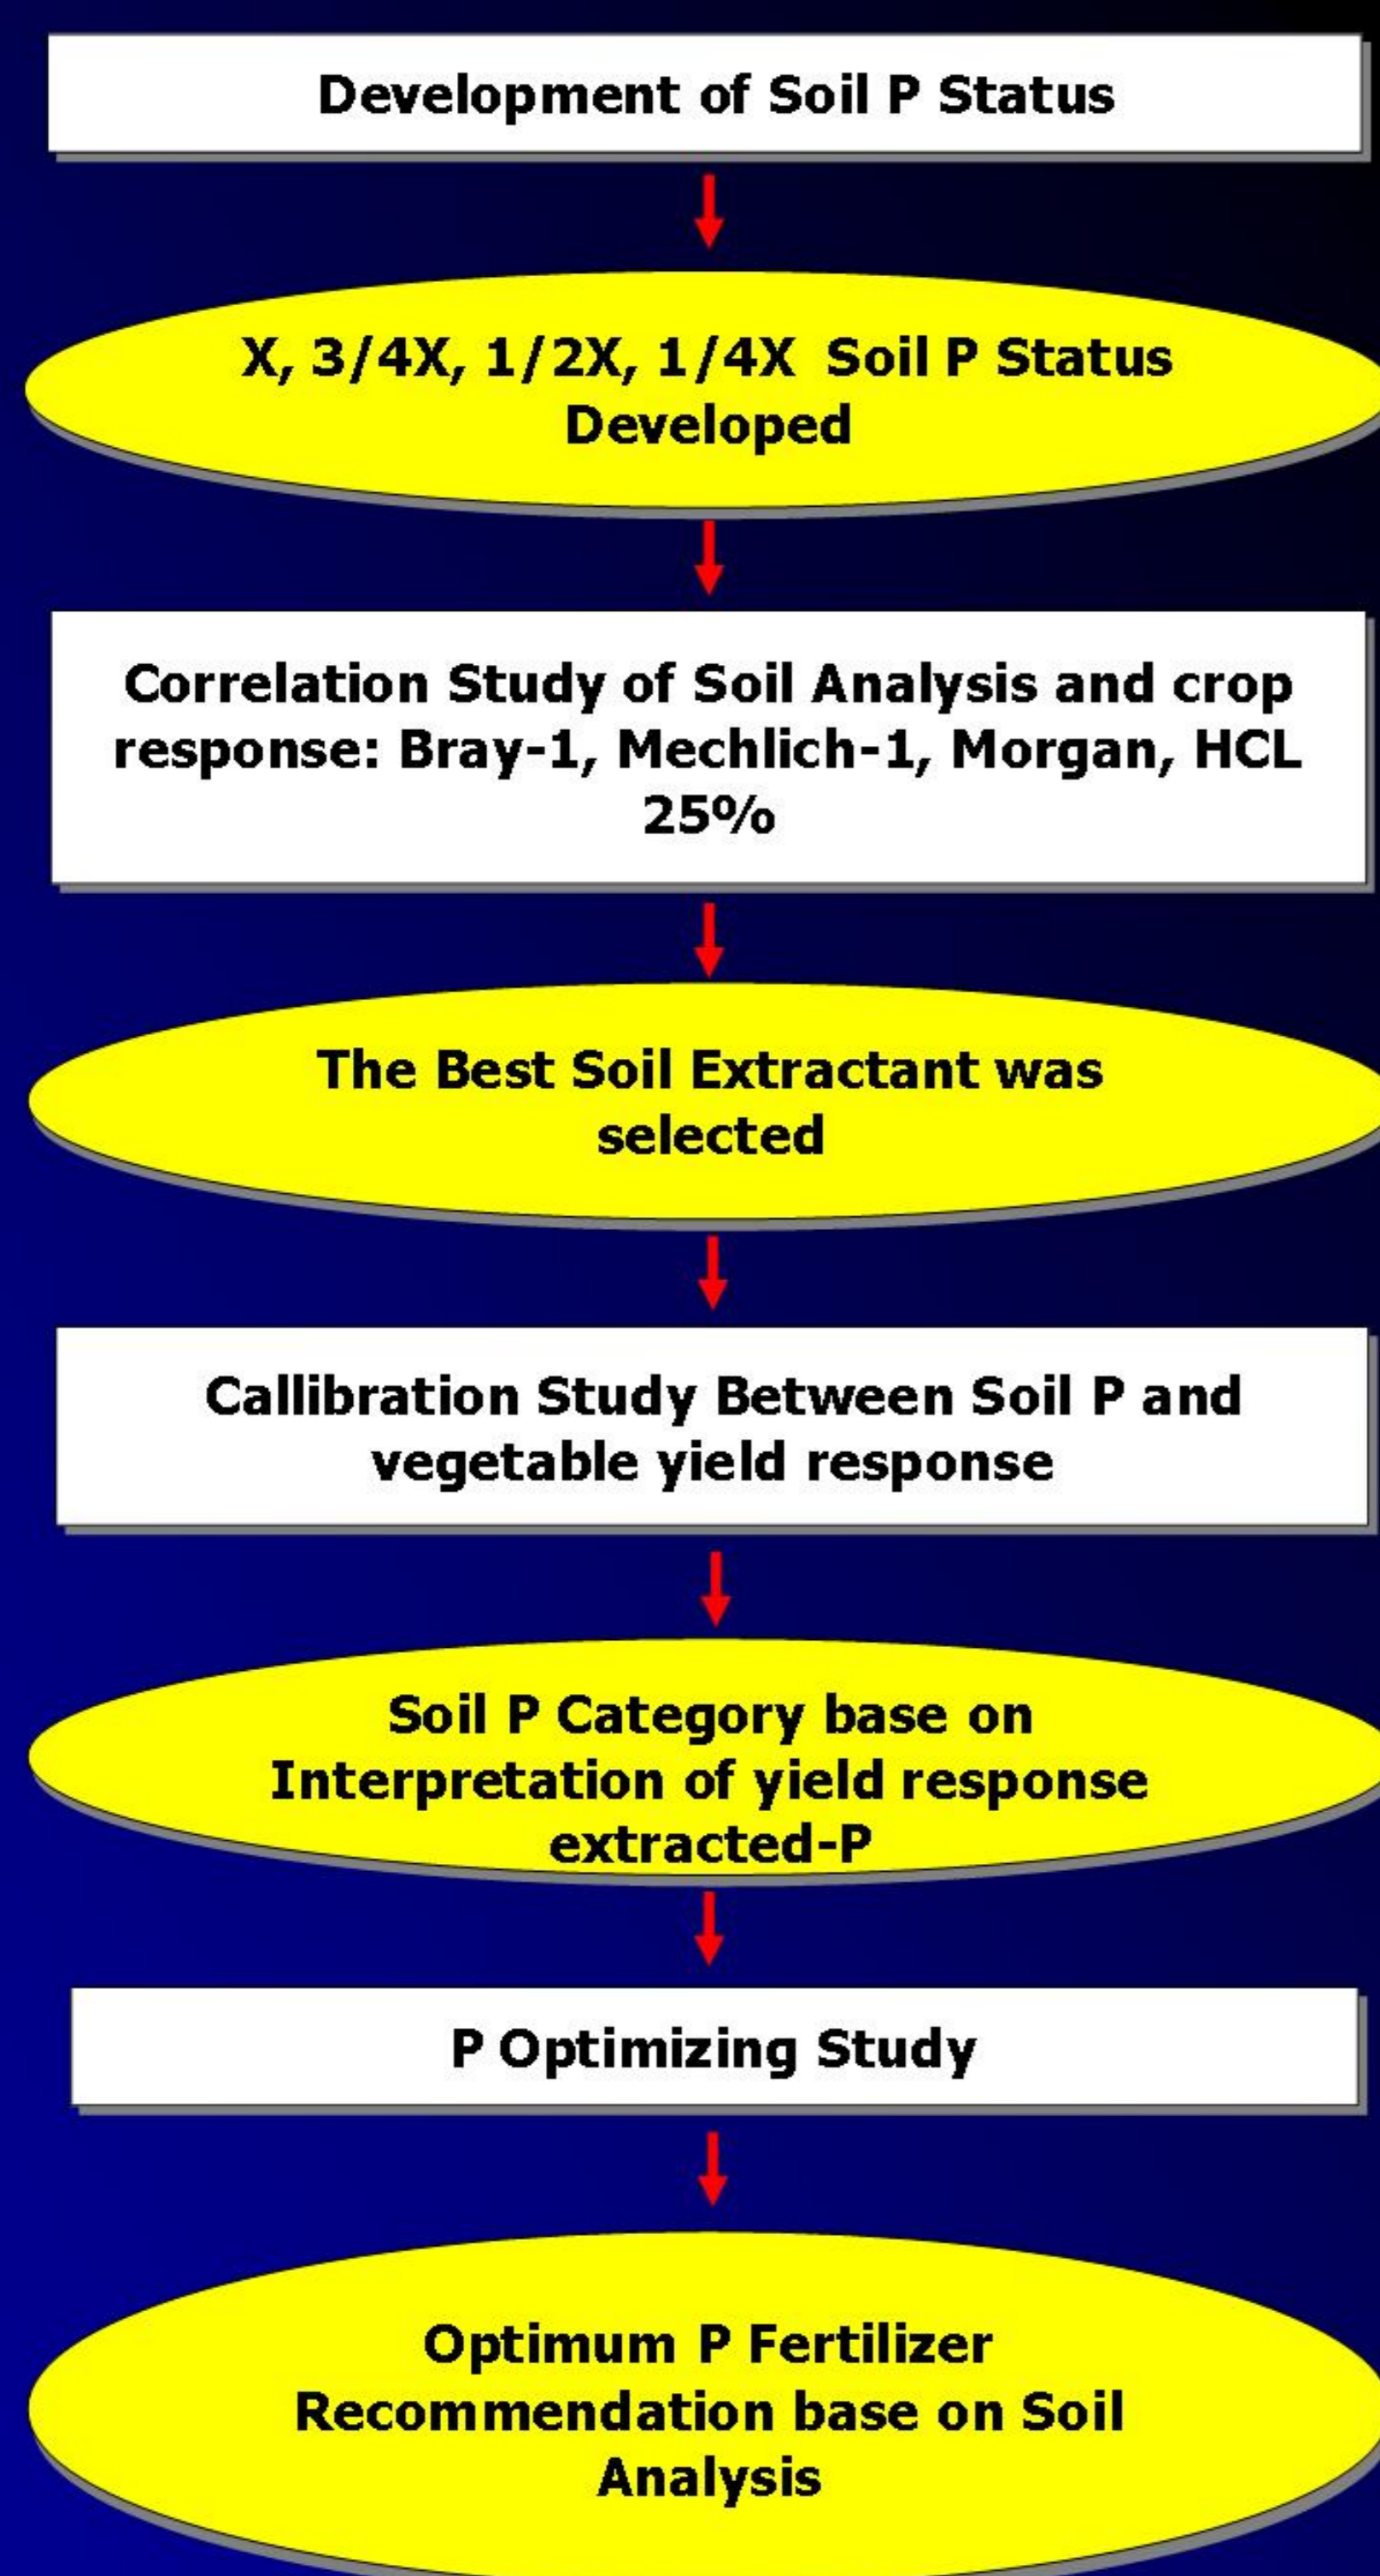 Development of Soil P Status
X, 3/4X, 1/2X, 1/4X Soil P Status
Developed
Correlation Study of Soil Analysis and crop
response: Bray-1, Mechlich-1, Morgan, HCL
25%
The Best Soil Extractant was
selected
Callibration Study Between Soil P and
vegetable yield response
Soil P Category base on
Interpretation of yield response
extracted-P
P Optimizing Study
Optimum P Fertilizer
Recommendation base on Soil
Analysis